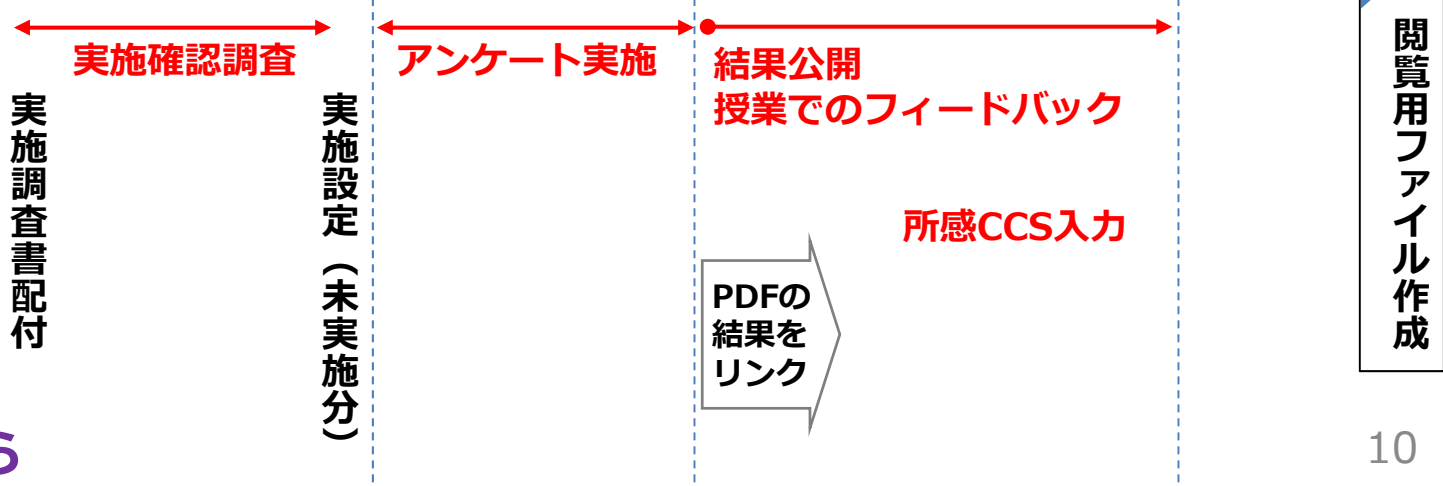 実施確認調査
アンケート実施
結果公開
授業でのフィードバック
実施調査書配付
実施設定（未実施分）
所感CCS入力
PDFの
結果を
リンク
閲覧用ファイル作成
ら
10